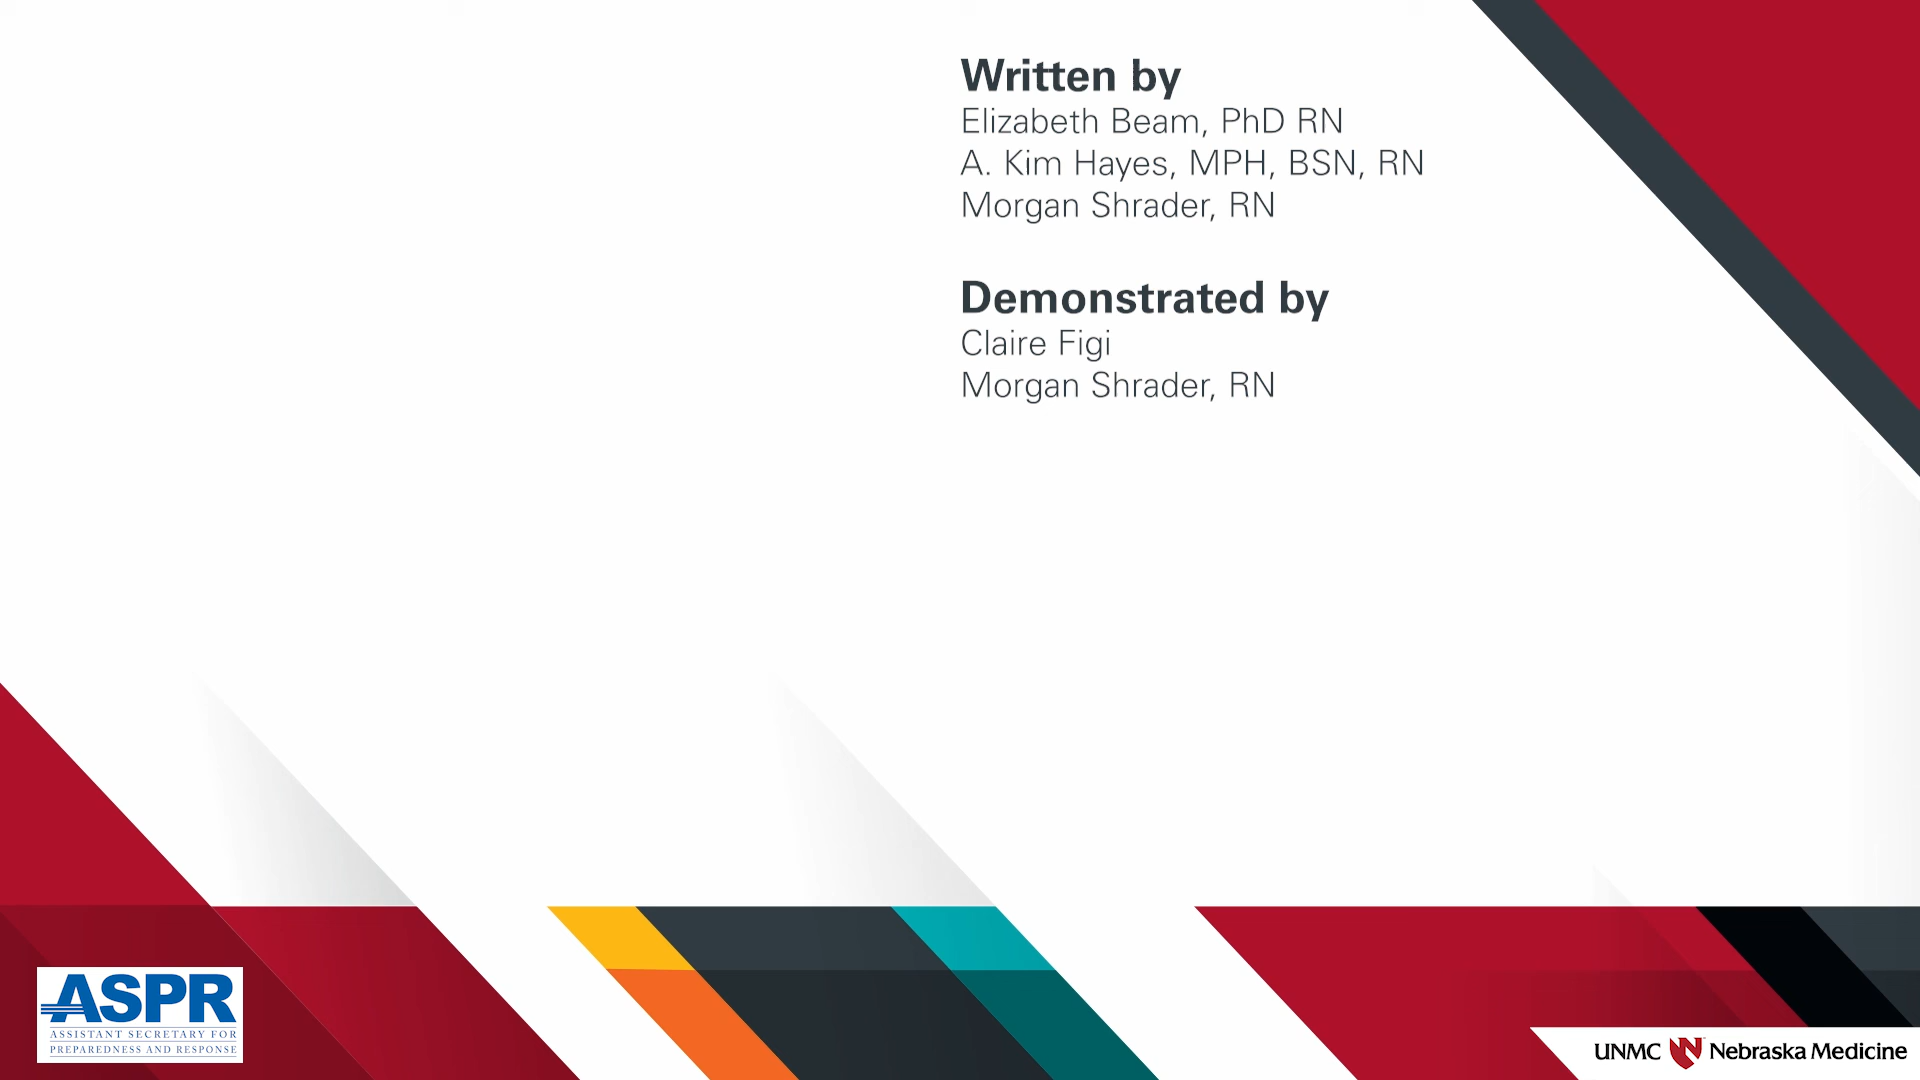 Written by
Elizabeth Beam, PhD RN
A. Kim Hayes, MPH, BSN, RN
Morgan Shrader, RN
Demonstrated by
Claire Figi
Morgan Shrader, RN
ASPR
ASSISTANT SECRETARY FOR
PREPAREDNESS AND RESPONSE
UNMC N Nebraska Medicine